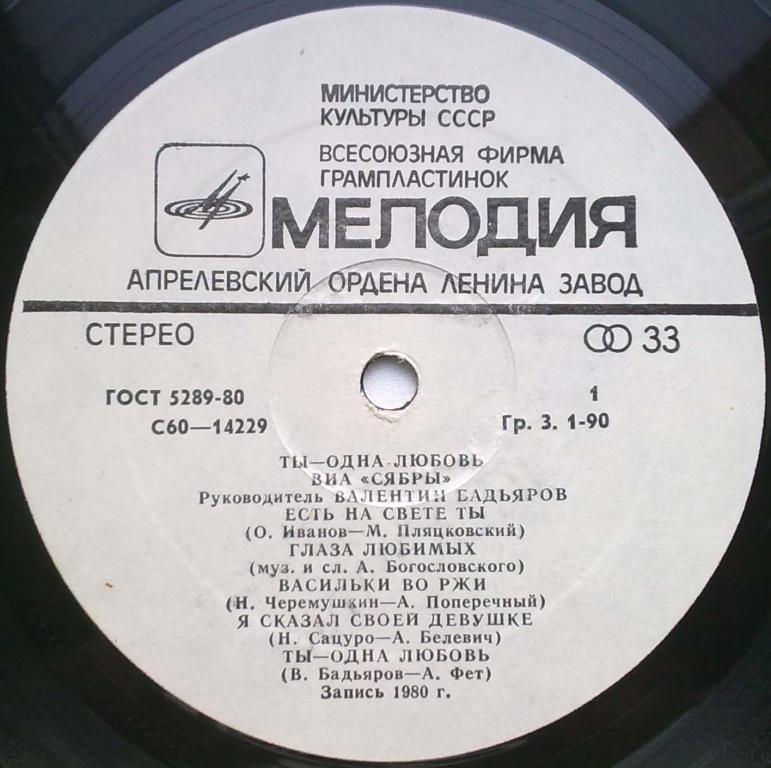 МИНИСТЕРСТВО
КУЛЬТУРЫ СССР
ВСЕСОЮЗНАЯ ФИРМА
ГРАМПЛАСТИНОК
МЕЛОДИЯ
АПРЕЛЕВСКИЙ ОРДЕНА ЛЕНИНА ЗАВОД
СТЕРЕО 33
ГОСТ 5289-80 1
С60—14229 Гр. 3. 1-90
ТЫ—ОДНА ЛЮБОВЬ
ВИА «СЯБРЫ»
Руководитель ВАЛЕНТИН БАДЬЯРОВ
ЕСТЬ НА СВЕТЕ ТЫ
(О. Иванов—М. Пляцковский)
ГЛАЗА ЛЮБИМЫХ
(муз. и сл. А. Богословского)
ВАСИЛЬКИ ВО РЖИ
(Н. Черемушкин—А. Поперечный)
Я СКАЗАЛ СВОЕЙ ДЕВУШКЕ
(Н. Сацуро—А. Белевич)
ТЫ—ОДНА ЛЮБОВЬ
(В. Бадьяров—А. Фет)
Запись 1980 г.